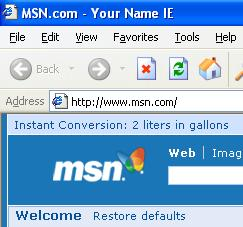 MSN.com - Your Name IE
File Edit View Favorites Tools Help
Back
Address http://www.msn.com/
Instant Conversion: 2 liters in gallons
msn Web | Imag
Welcome Restore defaults